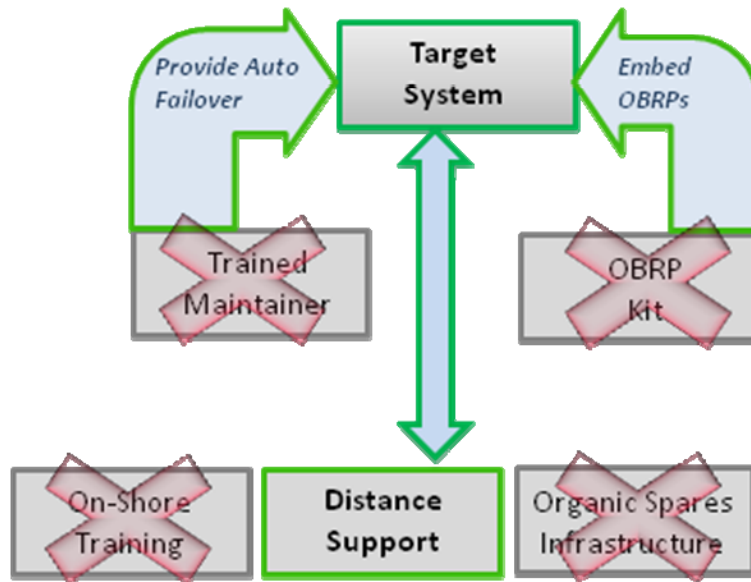 Provide Auto
Failover
Target
System
Embed
OBRPs
Trained
Maintainer
OBRP
Kit
On-Shore
Training
Distance
Support
Organic Spares
Infrastructure